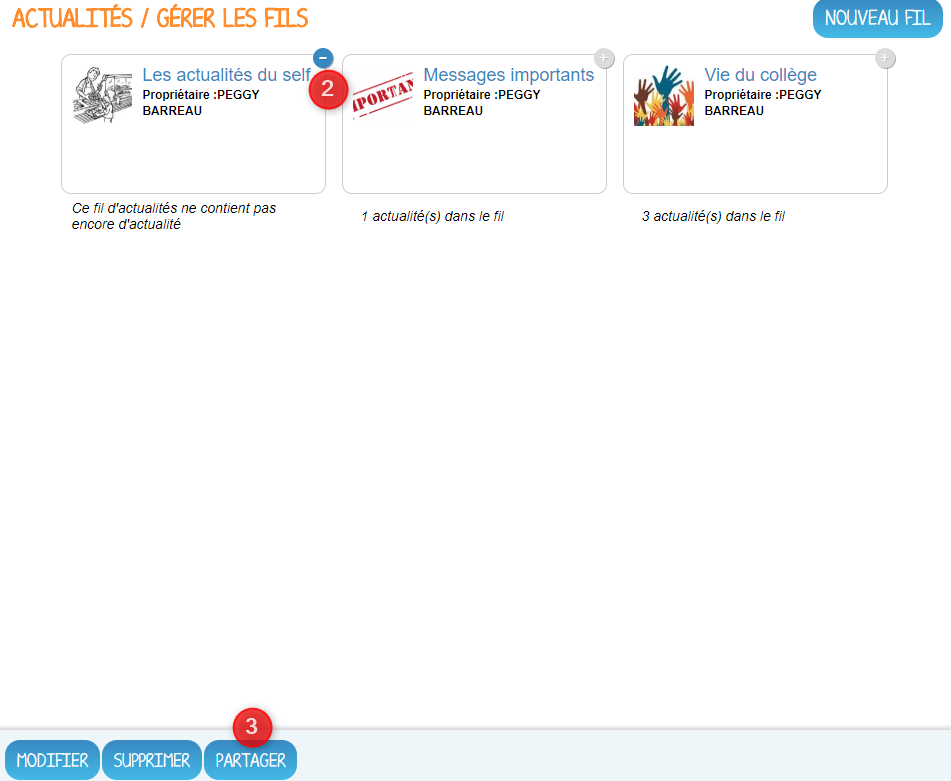 ACTUALITÉS / GÉRER LES FILS
NOUVEAU FIL
Les actualités du self
Propriétaire :PEGGY
BARREAU
2
Ce fil d'actualités ne contient pas
encore d'actualité
PORTAN
Messages importants
Propriétaire :PEGGY
BARREAU
1 actualité(s) dans le fil
Vie du collège
Propriétaire :PEGGY
BARREAU
3 actualité(s) dans le fil
3
MODIFIER
SUPPRIMER
PARTAGER